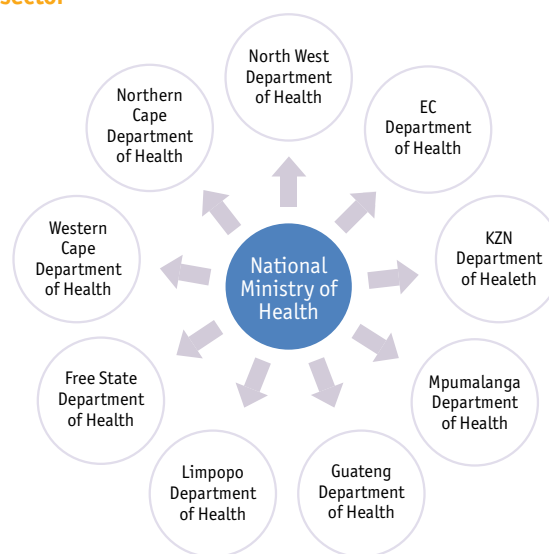 sector
North West
Department
of Health
EC
Department
of Health
KZN
Department
of Healeth
Mpumalanga
Department
of Health
Guateng
Department
of Health
Limpopo
Department
of Health
Free State
Department
of Health
Western
Cape
Department
of Health
Northern
Cape
Department
of Health
National
Ministry of
Health